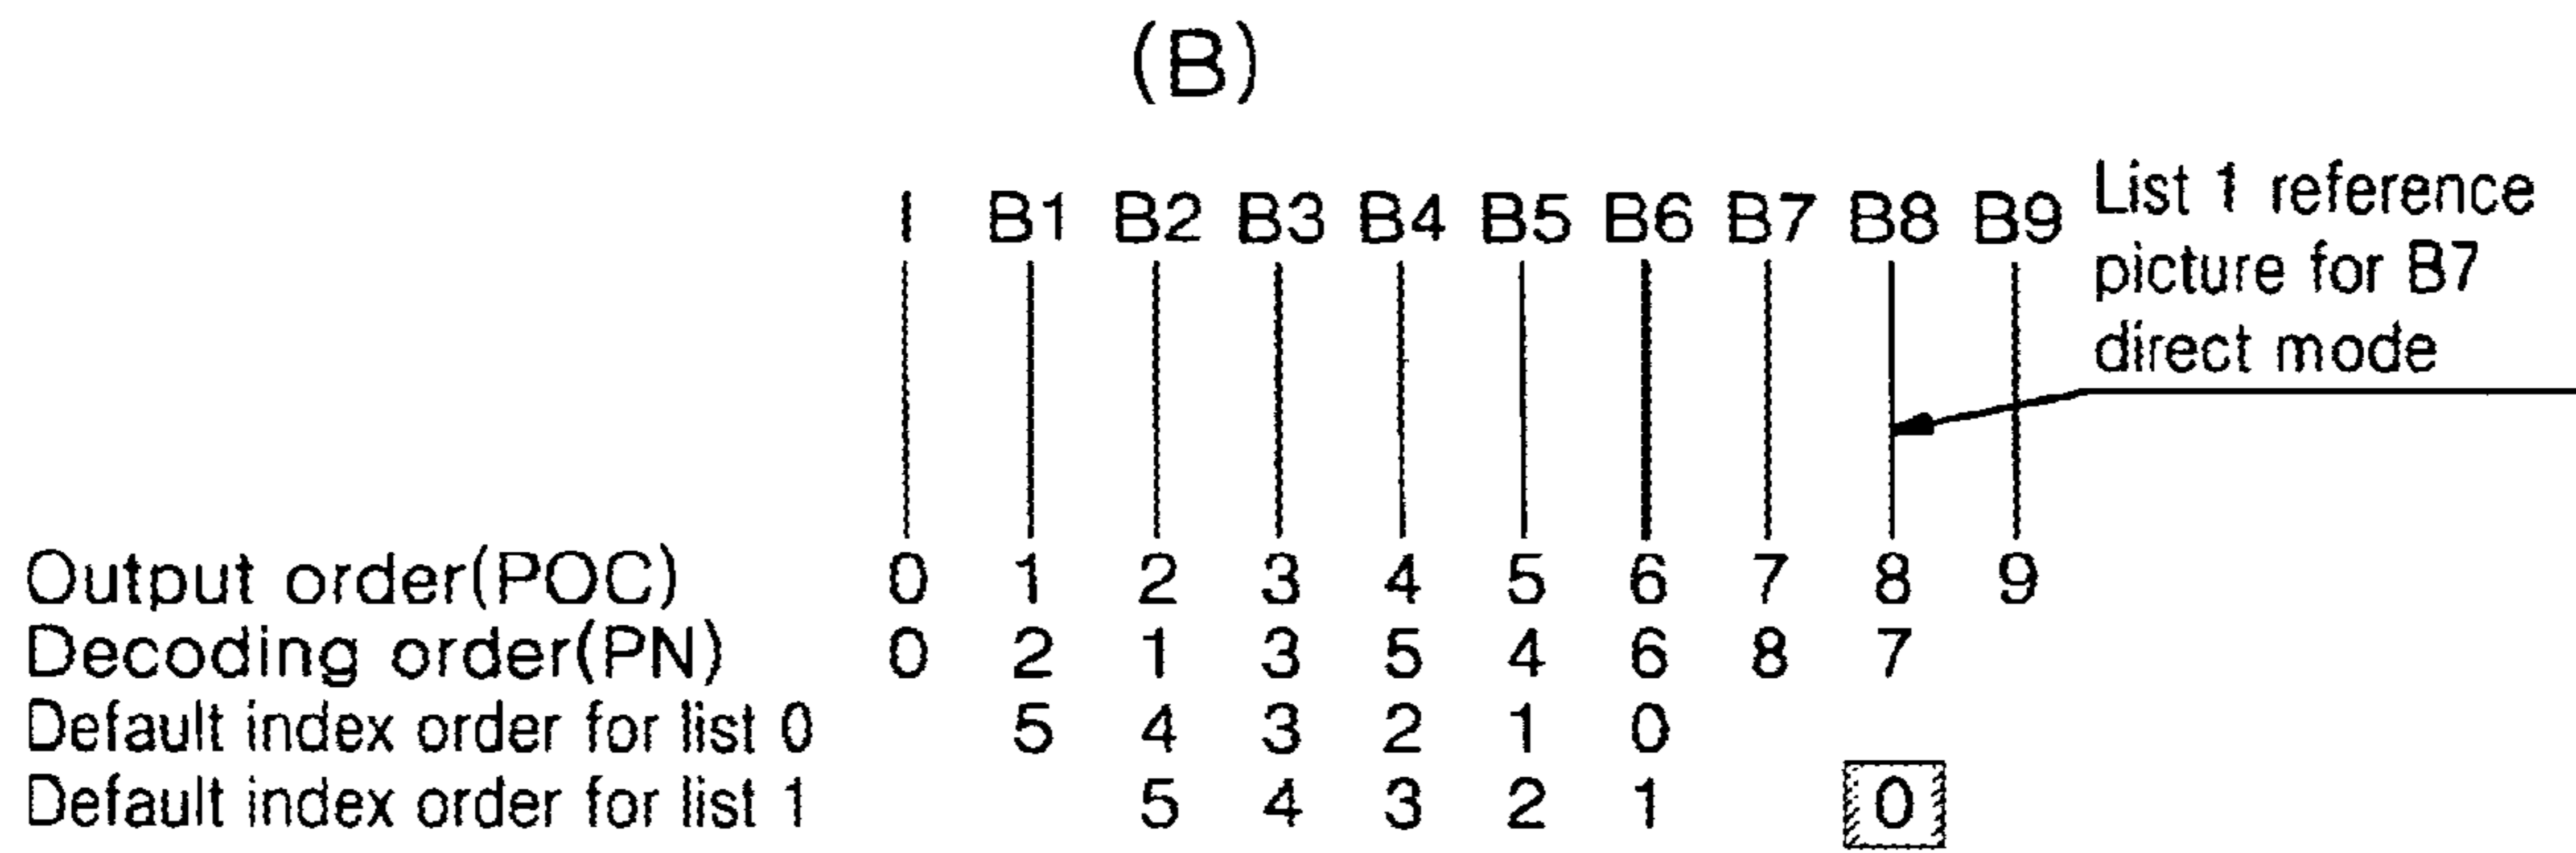 (B)
I B1 B2 B3 B4 B5 B6 B7 B8 B9
List 1 reference
picture for B7
direct mode
Output order(POC) 0 1 2 3 4 5 6 7 8 9
Decoding order(PN) 0 2 1 3 5 4 6 8 7
Default index order for list 0 5 4 3 2 1 0
Default index order for list 1 5 4 3 2 1 0